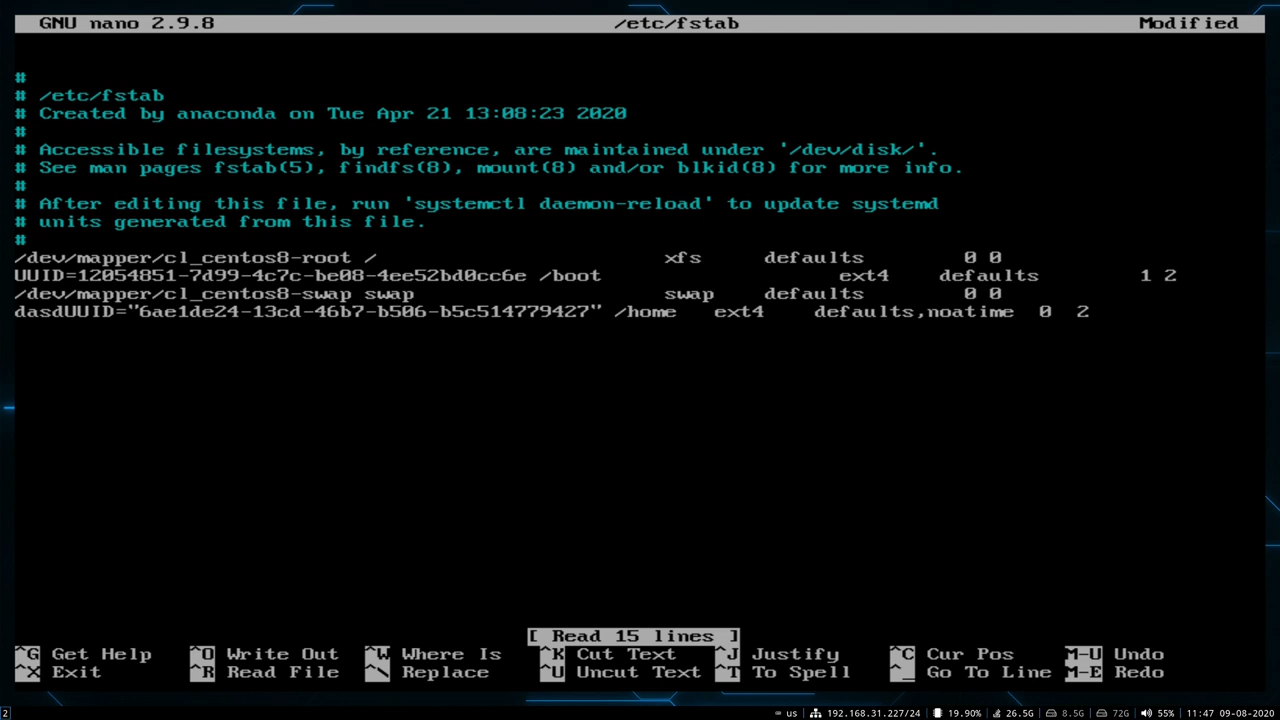 GNU nano 2.9.8 /etc/fstab Modified
#
# /etc/fstab
# Created by anaconda on Tue Apr 21 13:08:23 2020
#
# Accessible filesystems, by reference, are maintained under '/dev/disk/'.
# See man pages fstab(5), findfs(8), mount(8) and/or blkid(8) for more info.
#
# After editing this file, run 'systemctl daemon-reload' to update systemd
# units generated from this file.
#
/dev/mapper/cl_centos8-root / xfs defaults 0 0
UUID=12054851-7d99-4c7c-be08-4ee52bd0cc6e /boot ext4 defaults 1 2
/dev/mapper/cl_centos8-swap swap swap defaults 0 0
dasdUUID="6ae1de24-13cd-46b7-b506-b5c514779427" /home ext4 defaults,noatime 0 2
[ Read 15 lines ]
^G Get Help ^O Write Out ^W Where Is ^K Cut Text ^J Justify ^C Cur Pos M-U Undo
^X Exit ^R Read File ^\ Replace ^U Uncut Text ^T To Spell ^_ Go To Line M-E Redo
2 us 192.168.31.227/24 19.90% 26.5G 8.5G 72G 55% 11:47 09-08-2020